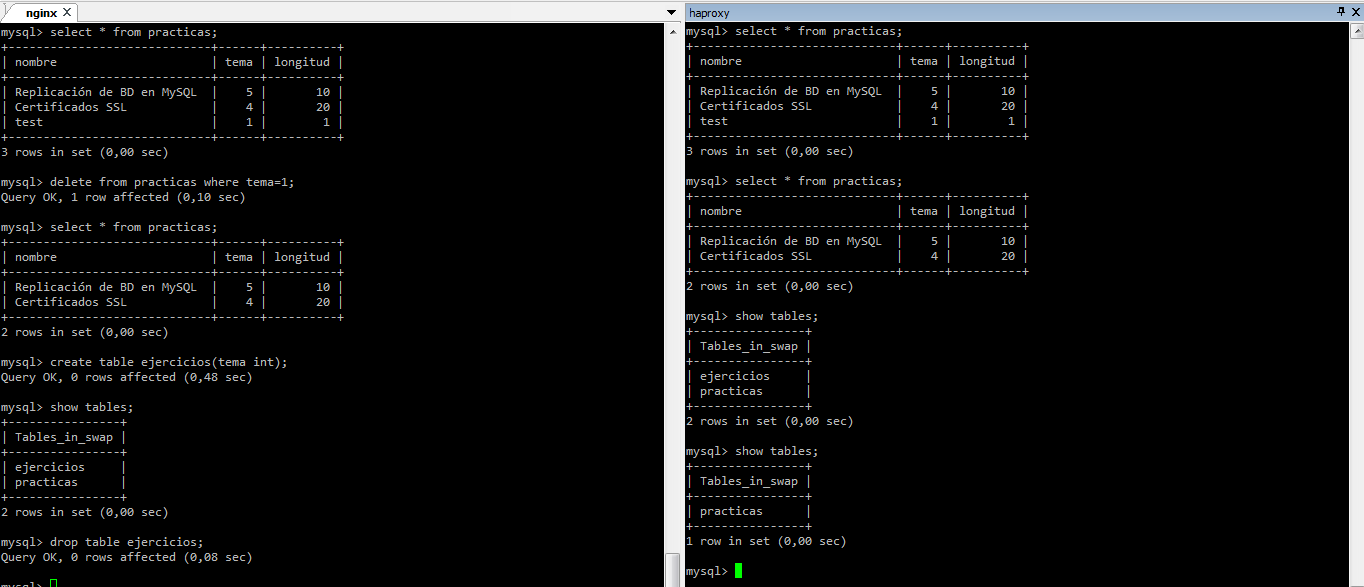 nginx X
mysql> select * from practicas;
+-----------------------------+------+----------+
| nombre                      | tema | longitud |
+-----------------------------+------+----------+
| Replicación de BD en MySQL  |    5 |       10 |
| Certificados SSL            |    4 |       20 |
| test                        |    1 |        1 |
+-----------------------------+------+----------+
3 rows in set (0,00 sec)
mysql> delete from practicas where tema=1;
Query OK, 1 row affected (0,10 sec)
mysql> select * from practicas;
+-----------------------------+------+----------+
| nombre                      | tema | longitud |
+-----------------------------+------+----------+
| Replicación de BD en MySQL  |    5 |       10 |
| Certificados SSL            |    4 |       20 |
+-----------------------------+------+----------+
2 rows in set (0,00 sec)
mysql> create table ejercicios(tema int);
Query OK, 0 rows affected (0,48 sec)
mysql> show tables;
+----------------+
| Tables_in_swap |
+----------------+
| ejercicios     |
| practicas      |
+----------------+
2 rows in set (0,00 sec)
mysql> drop table ejercicios;
Query OK, 0 rows affected (0,08 sec)
mysql>
haproxy
mysql> select * from practicas;
+-----------------------------+------+----------+
| nombre                      | tema | longitud |
+-----------------------------+------+----------+
| Replicación de BD en MySQL  |    5 |       10 |
| Certificados SSL            |    4 |       20 |
| test                        |    1 |        1 |
+-----------------------------+------+----------+
3 rows in set (0,00 sec)
mysql> select * from practicas;
+-----------------------------+------+----------+
| nombre                      | tema | longitud |
+-----------------------------+------+----------+
| Replicación de BD en MySQL  |    5 |       10 |
| Certificados SSL            |    4 |       20 |
+-----------------------------+------+----------+
2 rows in set (0,00 sec)
mysql> show tables;
+----------------+
| Tables_in_swap |
+----------------+
| ejercicios     |
| practicas      |
+----------------+
2 rows in set (0,00 sec)
mysql> show tables;
+----------------+
| Tables_in_swap |
+----------------+
| practicas      |
+----------------+
1 row in set (0,00 sec)
mysql>